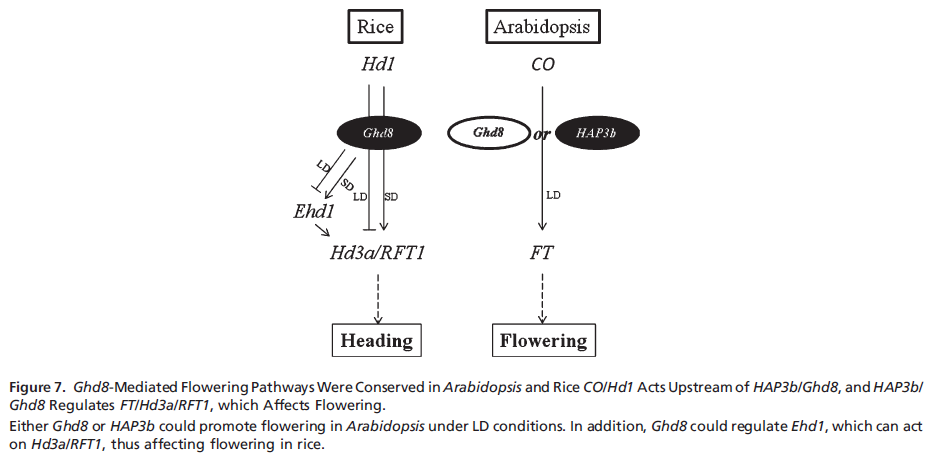 Rice Arabidopsis
Hd1 CO
Ghd8 Ghd8 or HAP3b
LD SD LD SD LD
Ehd1
Hd3a/RFT1 FT
Heading Flowering
Figure 7. Ghd8-Mediated Flowering Pathways Were Conserved in Arabidopsis and Rice CO/Hd1 Acts Upstream of HAP3b/Ghd8, and HAP3b/
Ghd8 Regulates FT/Hd3a/RFT1, which Affects Flowering.
Either Ghd8 or HAP3b could promote flowering in Arabidopsis under LD conditions. In addition, Ghd8 could regulate Ehd1, which can act
on Hd3a/RFT1, thus affecting flowering in rice.